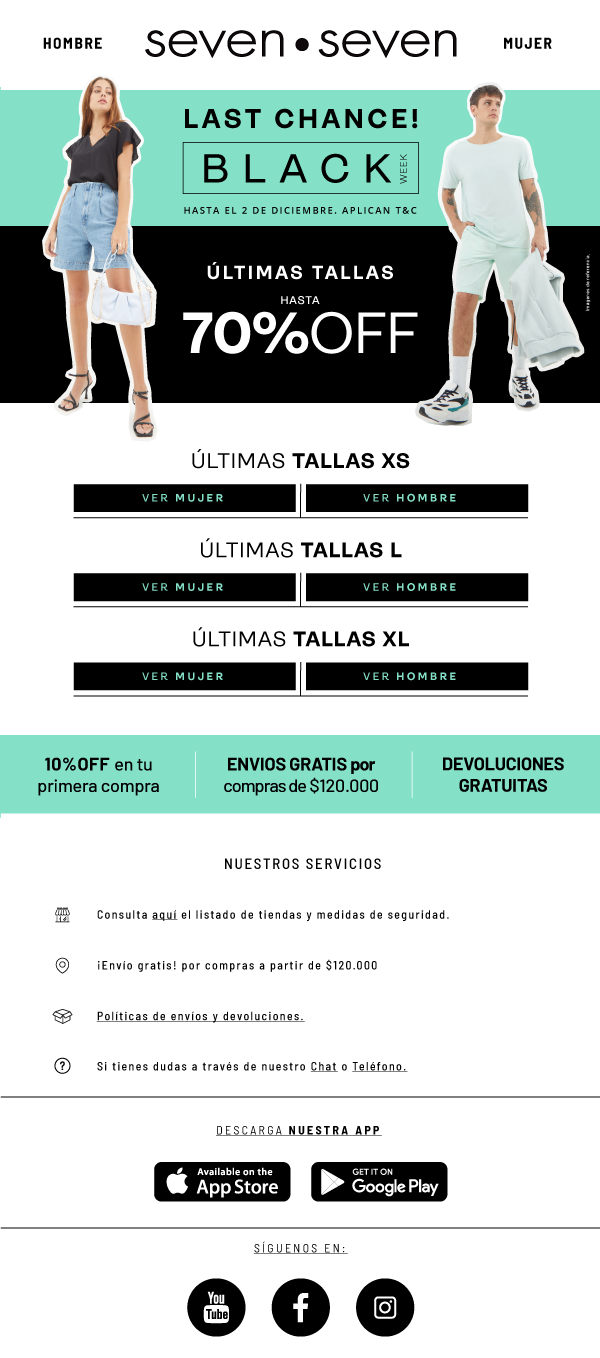 HOMBRE
seven•seven
MUJER
LAST CHANCE!
BLACK
WEEK
HASTA EL 2 DE DICIEMBRE. APLICAN T&C
ÚLTIMAS TALLAS
HASTA
70%OFF
Imágenes de referencia.
ÚLTIMAS TALLAS XS
VER MUJER
VER HOMBRE
ÚLTIMAS TALLAS L
VER MUJER
VER HOMBRE
ÚLTIMAS TALLAS XL
VER MUJER
VER HOMBRE
10%OFF en tu
primera compra
ENVIOS GRATIS por
compras de $120.000
DEVOLUCIONES
GRATUITAS
NUESTROS SERVICIOS
Consulta aquí el listado de tiendas y medidas de seguridad.
¡Envío gratis! por compras a partir de $120.000
Políticas de envíos y devoluciones.
Si tienes dudas a través de nuestro Chat o Teléfono.
DESCARGA NUESTRA APP
Available on the
App Store
GET IT ON
Google Play
SÍGUENOS EN:
You
Tube